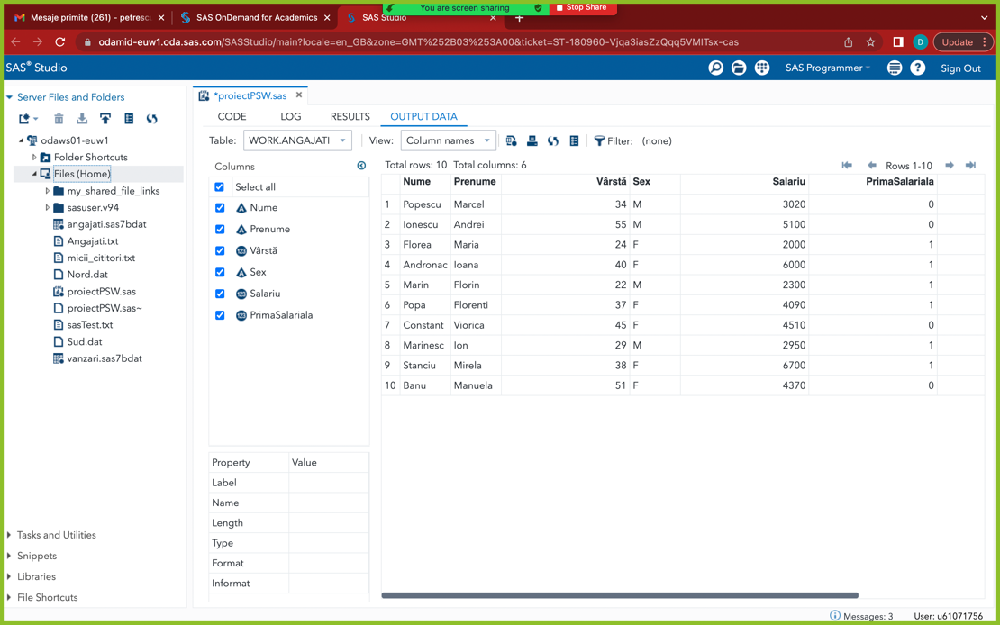 You are screen sharing Stop Share
Mesaje primite (261) - petresc × SAS OnDemand for Academics × SAS Studio × +
odamid-euw1.oda.sas.com/SASStudio/main?locale=en_GB&zone=GMT%252B03%253A00&ticket=ST-180960-Vjqa3iasZzQqq5VMITsx-cas D Update
SAS® Studio SAS Programmer Sign Out
Server Files and Folders
odaws01-euw1
Folder Shortcuts
Files (Home)
my_shared_file_links
sasuser.v94
angajati.sas7bdat
Angajati.txt
micii_cititori.txt
Nord.dat
proiectPSW.sas
proiectPSW.sas~
sasTest.txt
Sud.dat
vanzari.sas7bdat
Tasks and Utilities
Snippets
Libraries
File Shortcuts
*proiectPSW.sas ×
CODE LOG RESULTS OUTPUT DATA
Table: WORK.ANGAJATI View: Column names Filter: (none)
Columns
Select all
Nume
Prenume
Vârstă
Sex
Salariu
PrimaSalariala
Property Value
Label
Name
Length
Type
Format
Informat
Total rows: 10 Total columns: 6 Rows 1-10
Nume Prenume Vârstă Sex Salariu PrimaSalariala
1 Popescu Marcel 34 M 3020 0
2 Ionescu Andrei 55 M 5100 0
3 Florea Maria 24 F 2000 1
4 Andronac Ioana 40 F 6000 1
5 Marin Florin 22 M 2300 1
6 Popa Florenti 37 F 4090 1
7 Constant Viorica 45 F 4510 0
8 Marinesc Ion 29 M 2950 1
9 Stanciu Mirela 38 F 6700 1
10 Banu Manuela 51 F 4370 0
Messages: 3 User: u61071756